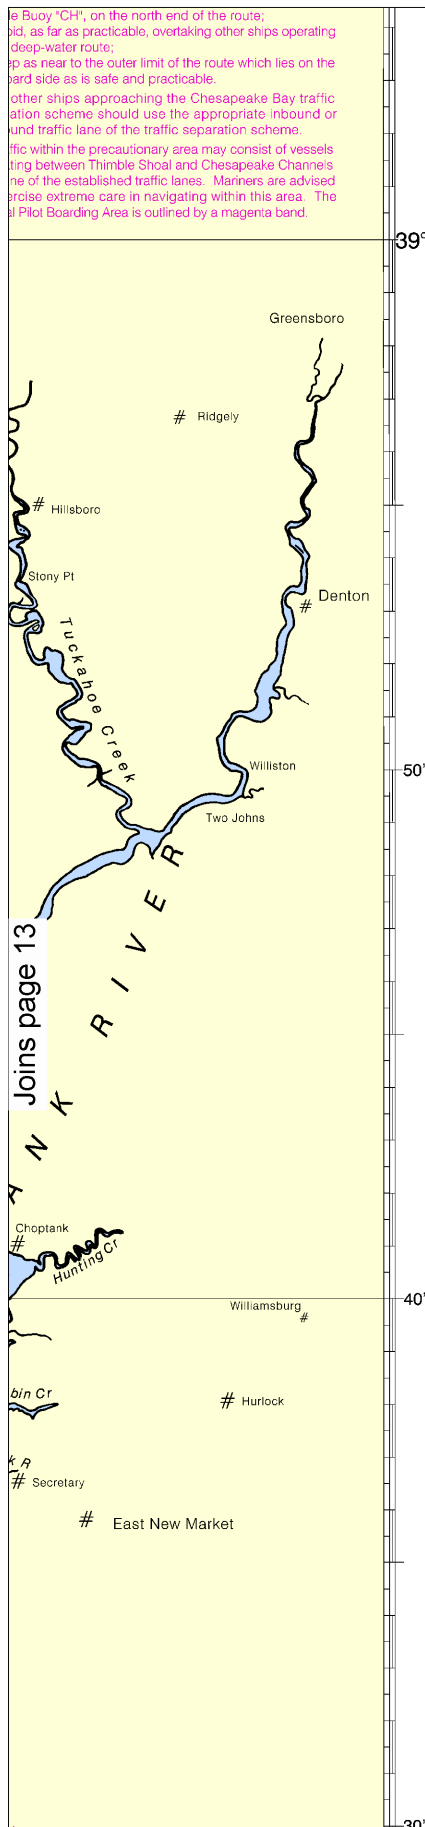 le Buoy "CH", on the north end of the route;
oid, as far as practicable, overtaking other ships operating
deep-water route;
ep as near to the outer limit of the route which lies on the
oard side as is safe and practicable.
other ships approaching the Chesapeake Bay traffic
ation scheme should use the appropriate inbound or
ound traffic lane of the traffic separation scheme.
affic within the precautionary area may consist of vessels
ating between Thimble Shoal and Chesapeake Channels
ne of the established traffic lanes. Mariners are advised
ercise extreme care in navigating within this area. The
al Pilot Boarding Area is outlined by a magenta band.
39°
Greensboro
# Ridgely
# Hillsboro
Stony Pt
# Denton
Tuckahoe Creek
Williston
50'
Two Johns
ANK RIVER
Joins page 13
Choptank
#
Hunting Cr
40'
Williamsburg
#
bin Cr
# Hurlock
k R
# Secretary
# East New Market
30'